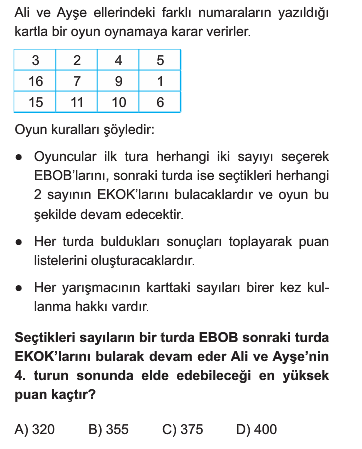 Ali ve Ayşe ellerindeki farklı numaraların yazıldığı
kartla bir oyun oynamaya karar verirler.
3 2 4 5
16 7 9 1
15 11 10 6
Oyun kuralları şöyledir:
• Oyuncular ilk tura herhangi iki sayıyı seçerek
EBOB'larını, sonraki turda ise seçtikleri herhangi
2 sayının EKOK'larını bulacaklardır ve oyun bu
şekilde devam edecektir.
• Her turda buldukları sonuçları toplayarak puan
listelerini oluşturacaklardır.
• Her yarışmacının karttaki sayıları birer kez kul-
lanma hakkı vardır.
Seçtikleri sayıların bir turda EBOB sonraki turda
EKOK'larını bularak devam eder Ali ve Ayşe'nin
4. turun sonunda elde edebileceği en yüksek
puan kaçtır?
A) 320 B) 355 C) 375 D) 400